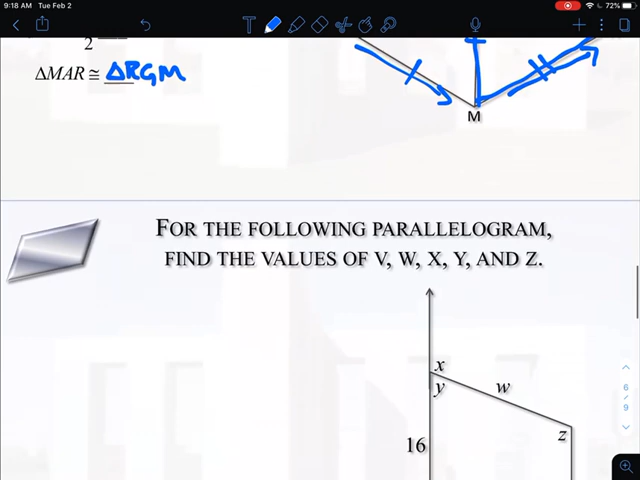 9:18 AM Tue Feb 2
72%
2
ΔMAR ≅ ΔRGM
M
FOR THE FOLLOWING PARALLELOGRAM,
FIND THE VALUES OF V, W, X, Y, AND Z.
x
y
w
z
16
6
9